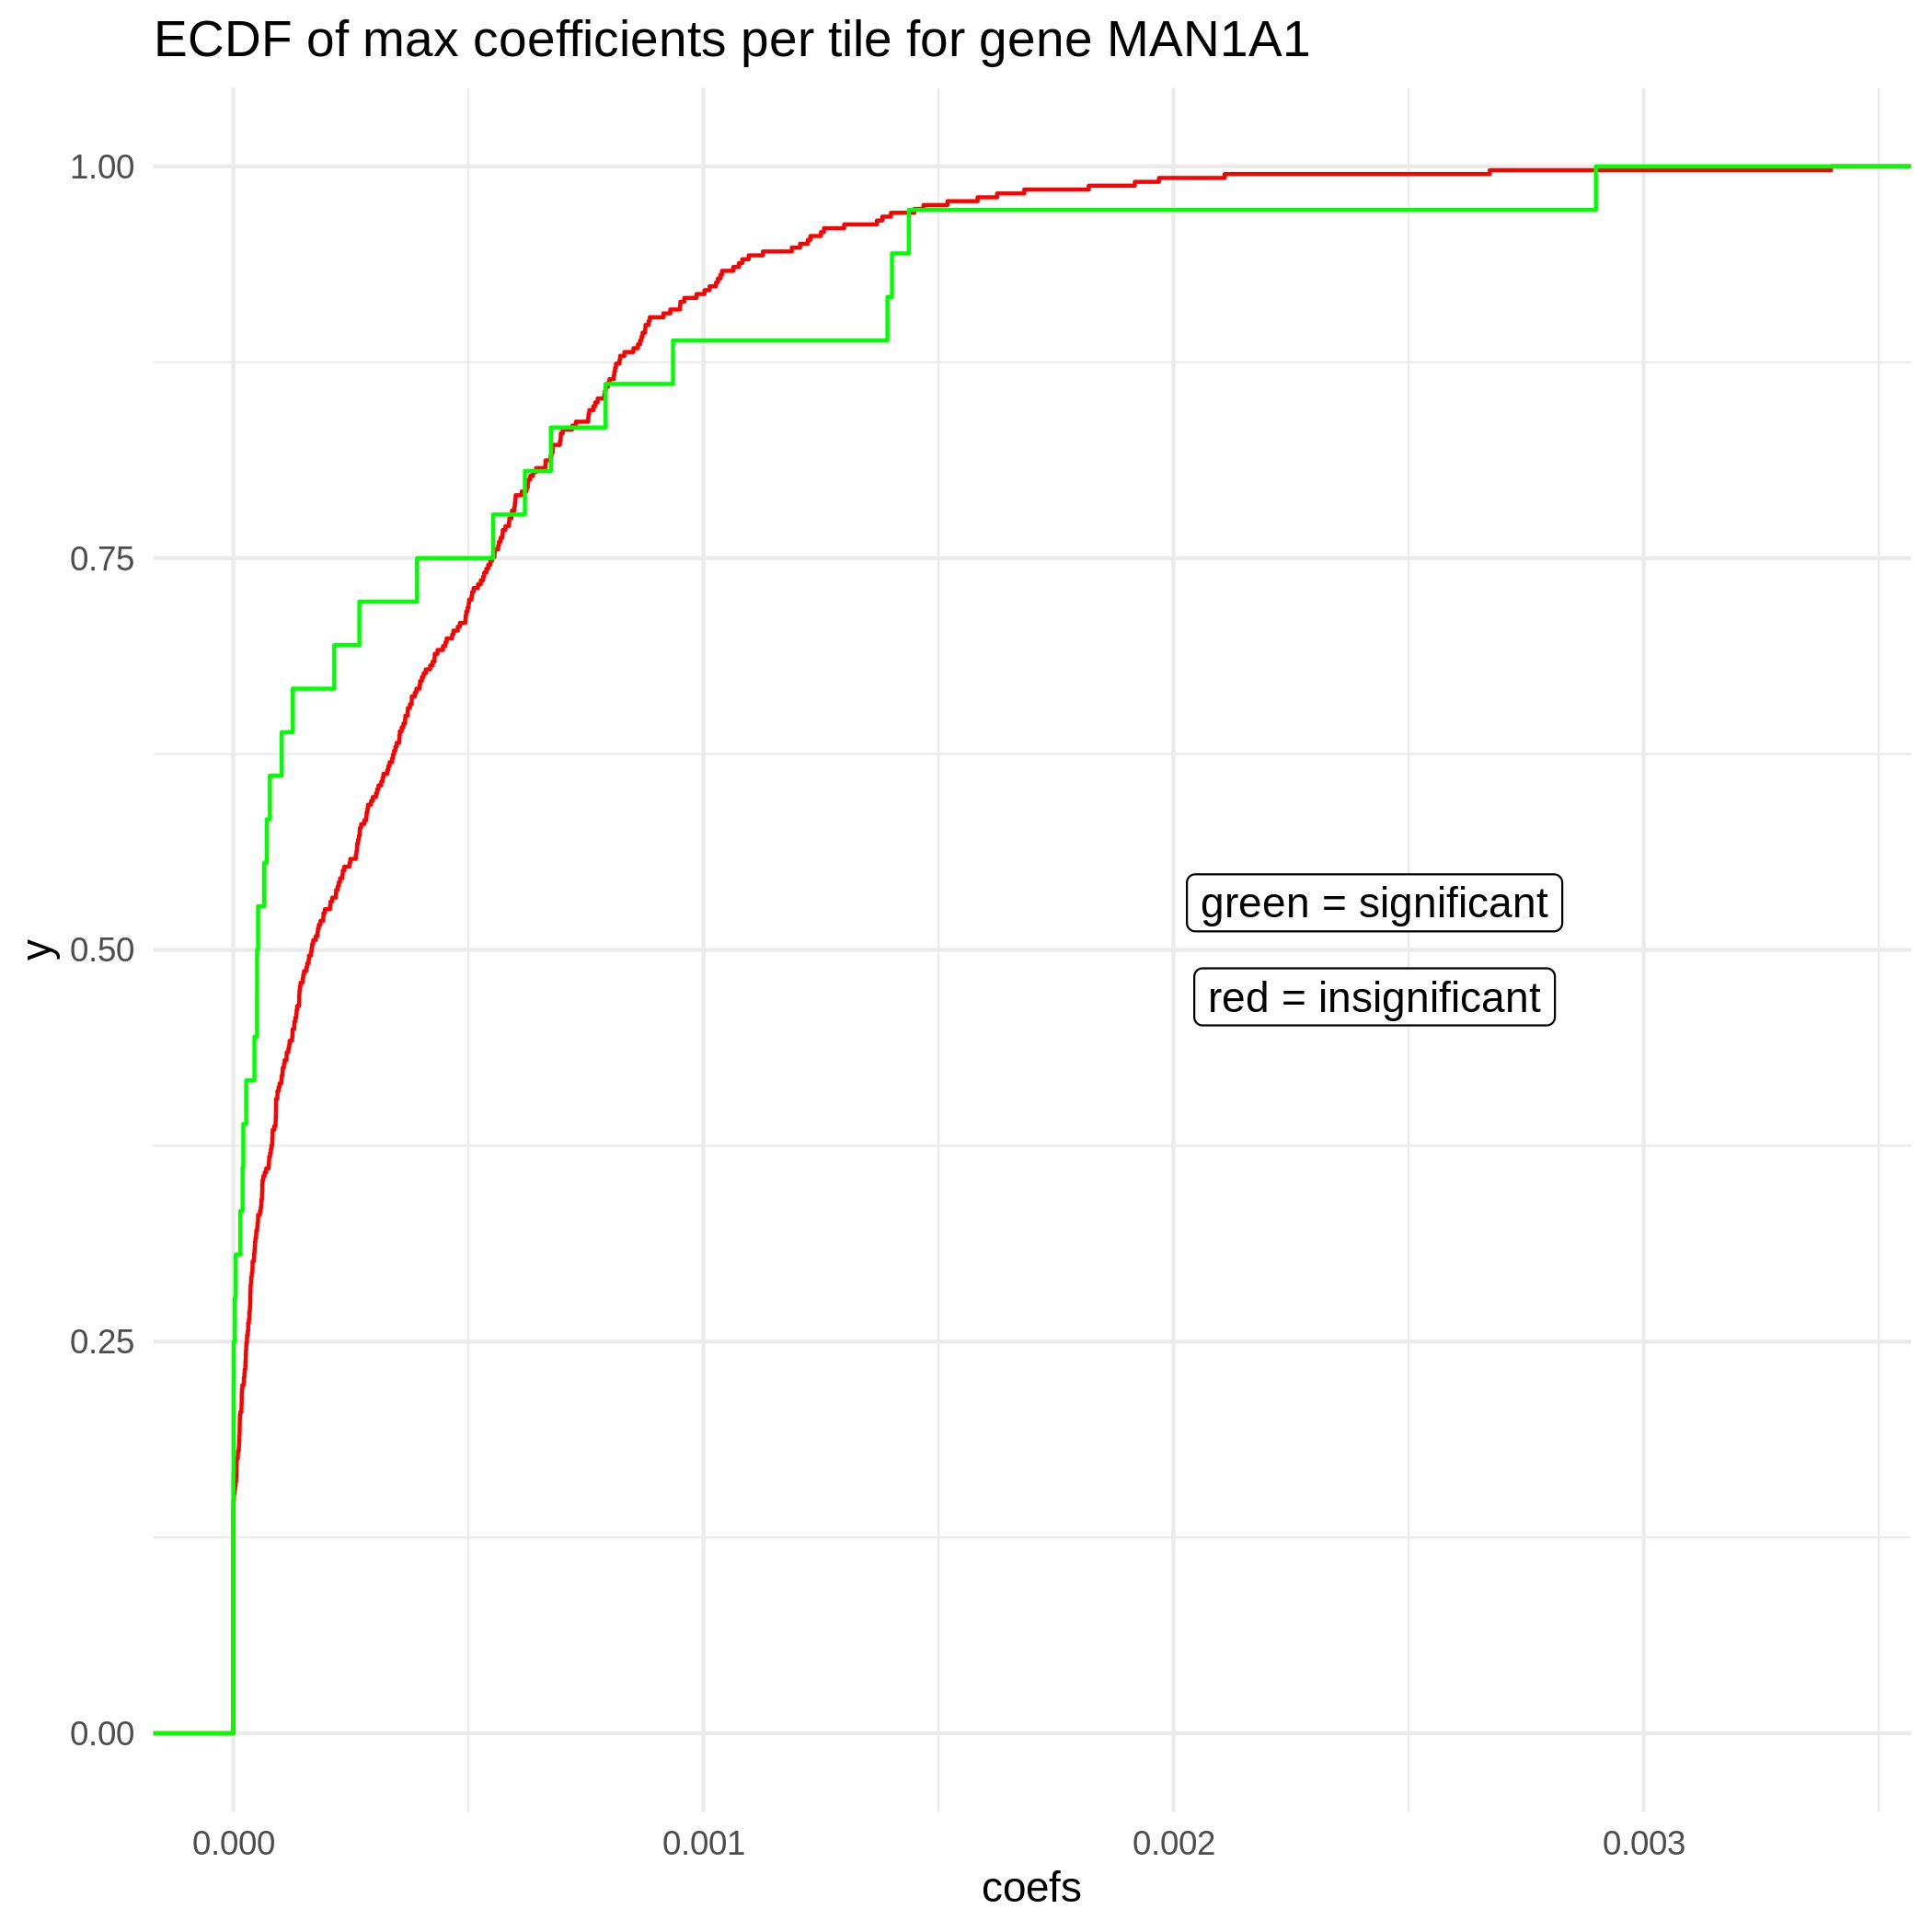 ECDF of max coefficients per tile for gene MAN1A1
1.00
0.75
0.50
0.25
0.00
y
green = significant
red = insignificant
0.000 0.001 0.002 0.003
coefs